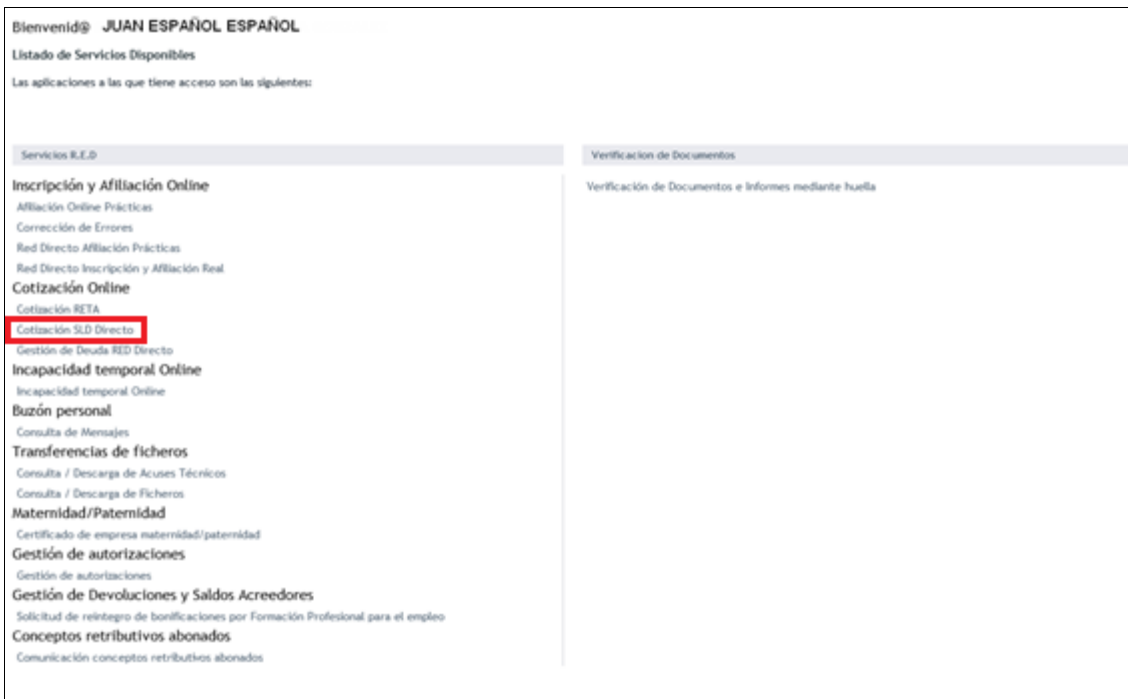 Bienvenid@ JUAN ESPAÑOL ESPAÑOL
Listado de Servicios Disponibles
Las aplicaciones a las que tiene acceso son las siguientes:
Servicios R.E.D
Inscripción y Afiliación Online
Afiliación Online Prácticas
Corrección de Errores
Red Directo Afiliación Prácticas
Red Directo Inscripción y Afiliación Real
Cotización Online
Cotización RETA
Cotización SLD Directo
Gestión de Deuda RED Directo
Incapacidad temporal Online
Incapacidad temporal Online
Buzón personal
Consulta de Mensajes
Transferencias de ficheros
Consulta / Descarga de Acuses Técnicos
Consulta / Descarga de Ficheros
Maternidad/Paternidad
Certificado de empresa maternidad/paternidad
Gestión de autorizaciones
Gestión de autorizaciones
Gestión de Devoluciones y Saldos Acreedores
Solicitud de reintegro de bonificaciones por Formación Profesional para el empleo
Conceptos retributivos abonados
Comunicación conceptos retributivos abonados
Verificacion de Documentos
Verificación de Documentos e Informes mediante huella